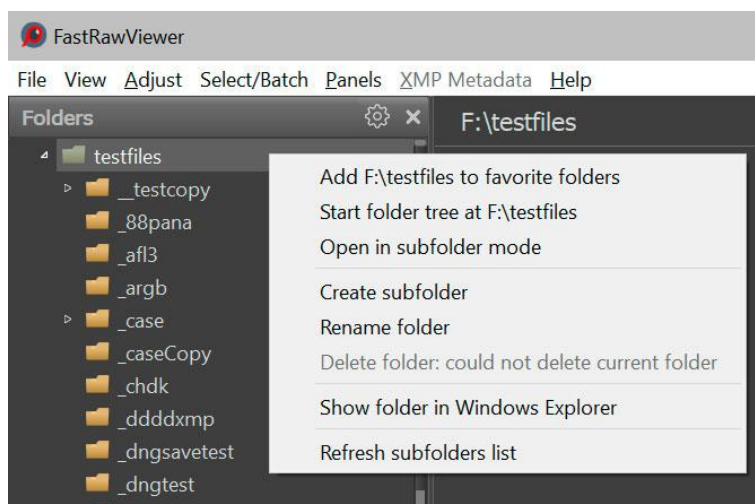 FastRawViewer
File View Adjust Select/Batch Panels XMP Metadata Help
Folders
F:\testfiles
testfiles
__testcopy
_88pana
_afl3
_argb
_case
_caseCopy
_chdk
_ddddxmp
_dngsavetest
_dngtest
Add F:\testfiles to favorite folders
Start folder tree at F:\testfiles
Open in subfolder mode
Create subfolder
Rename folder
Delete folder: could not delete current folder
Show folder in Windows Explorer
Refresh subfolders list